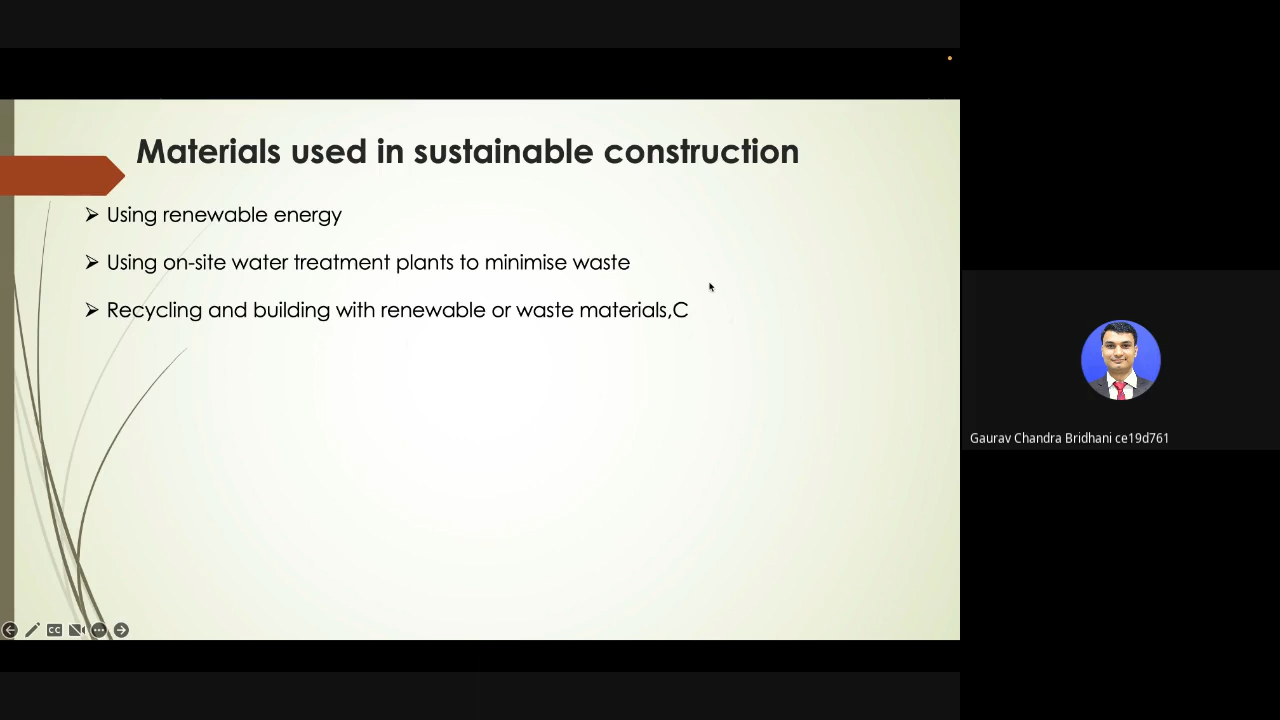 Materials used in sustainable construction
Using renewable energy
Using on-site water treatment plants to minimise waste
Recycling and building with renewable or waste materials,C
CC
Gaurav Chandra Bridhani ce19d761